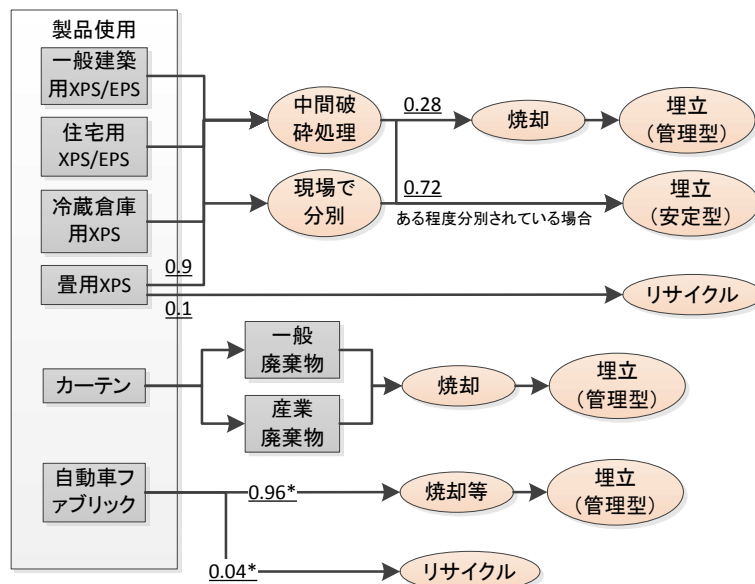 製品使用
一般建築
用XPS/EPS
住宅用
XPS/EPS
冷蔵倉庫
用XPS
畳用XPS
0.9
0.1
中間破
砕処理
現場で
分別
0.28
0.72
ある程度分別されている場合
焼却
埋立
(管理型)
埋立
(安定型)
リサイクル
カーテン
一般
廃棄物
産業
廃棄物
焼却
埋立
(管理型)
自動車フ
ァブリック
0.96*
0.04*
焼却等
埋立
(管理型)
リサイクル